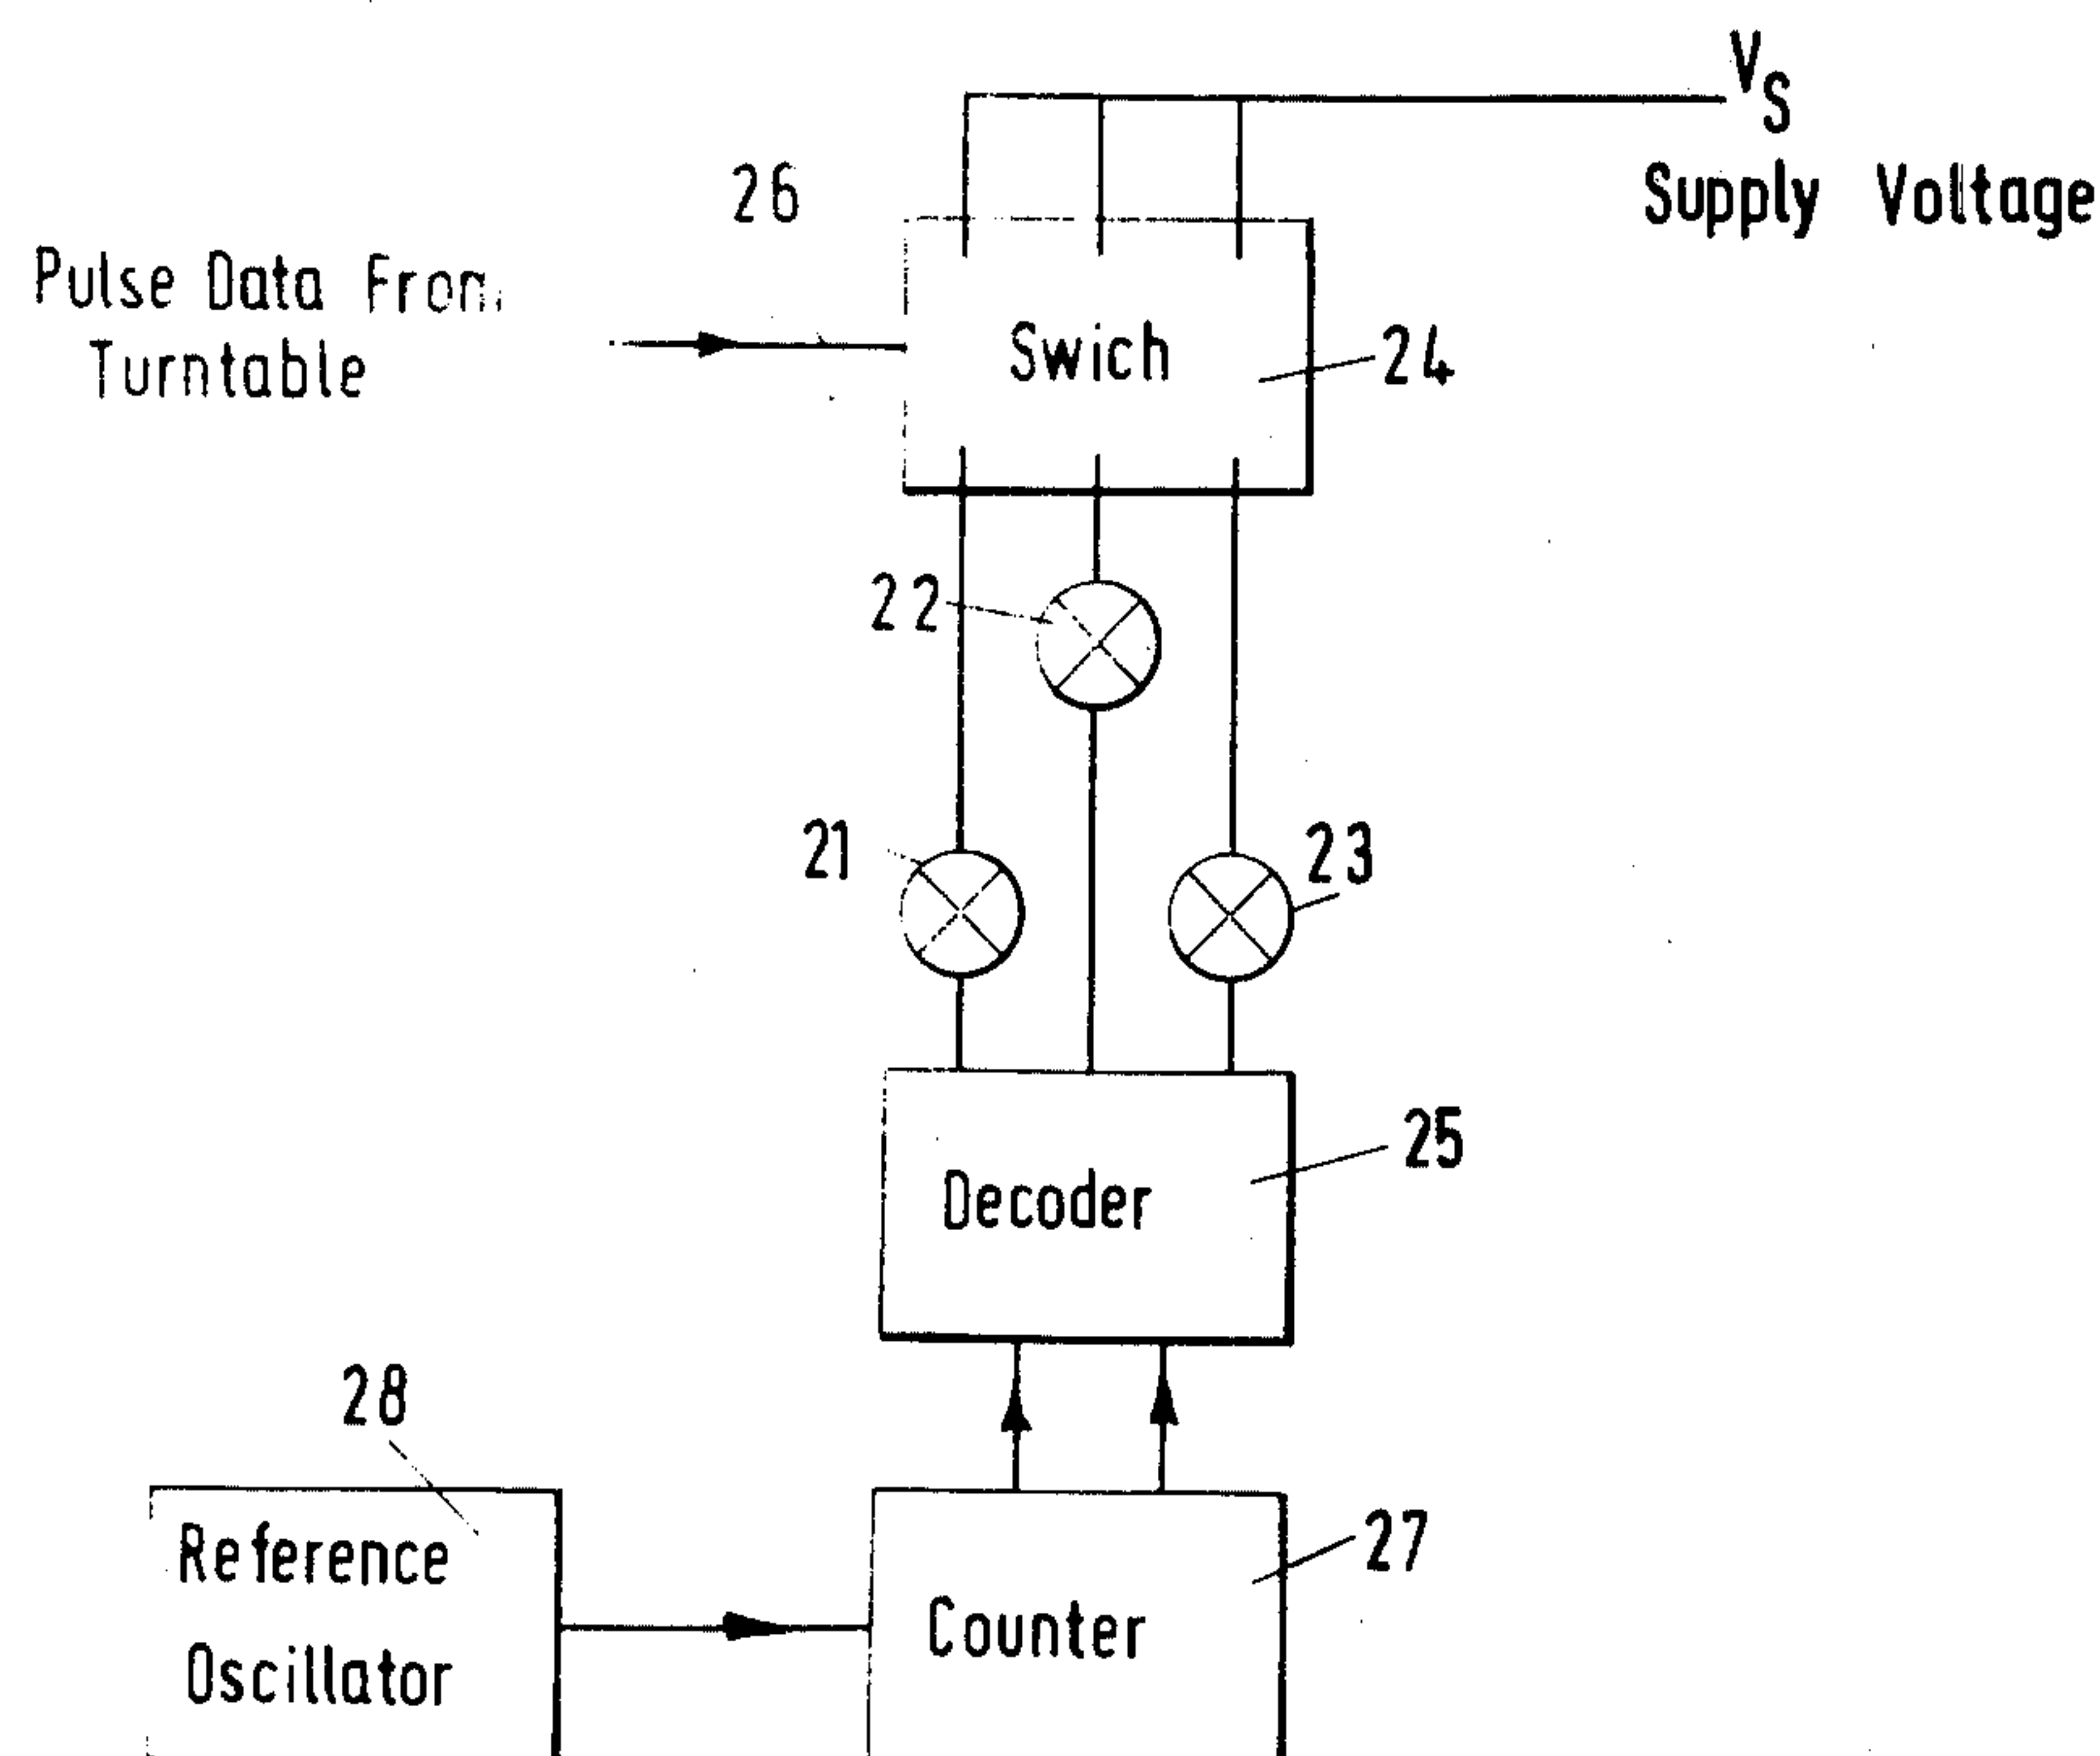 V
S
Supply Voltage
26
Pulse Data From
Turntable
Swich
24
22
21
23
Decoder
25
28
Reference
Oscillator
Counter
27